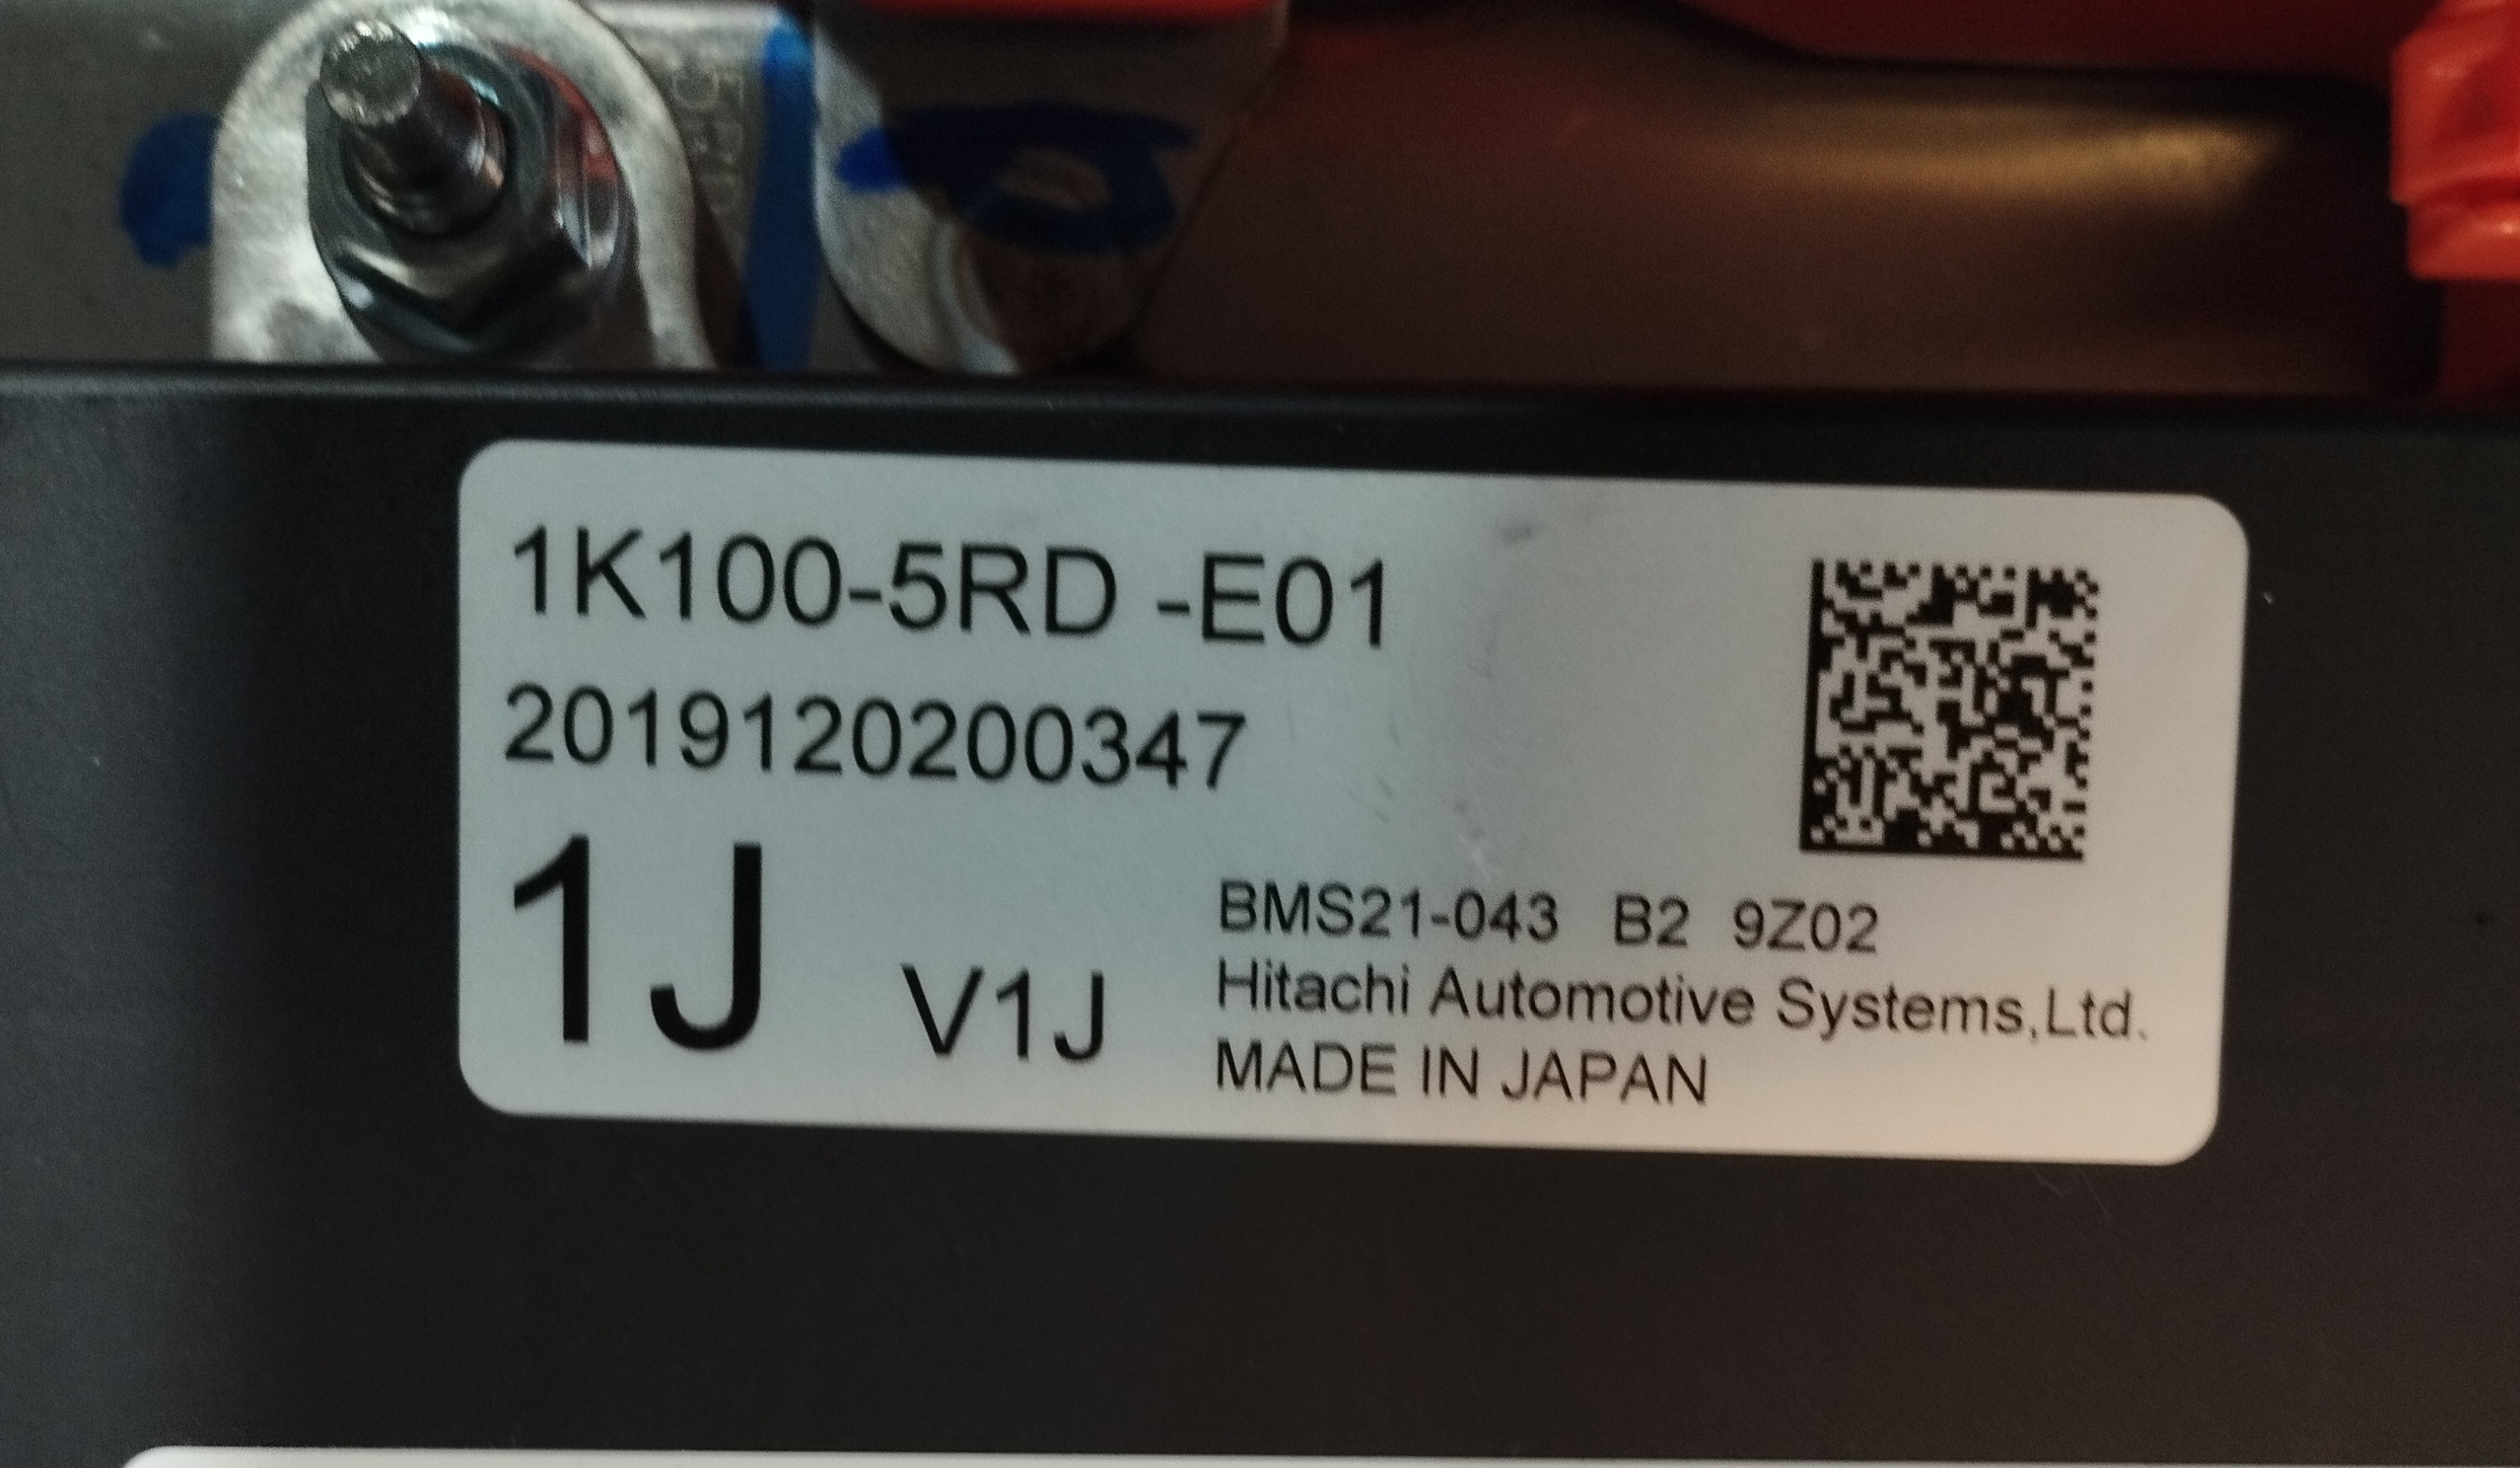 1K100-5RD -E01
2019120200347
1J V1J
BMS21-043 B2 9Z02
Hitachi Automotive Systems,Ltd.
MADE IN JAPAN